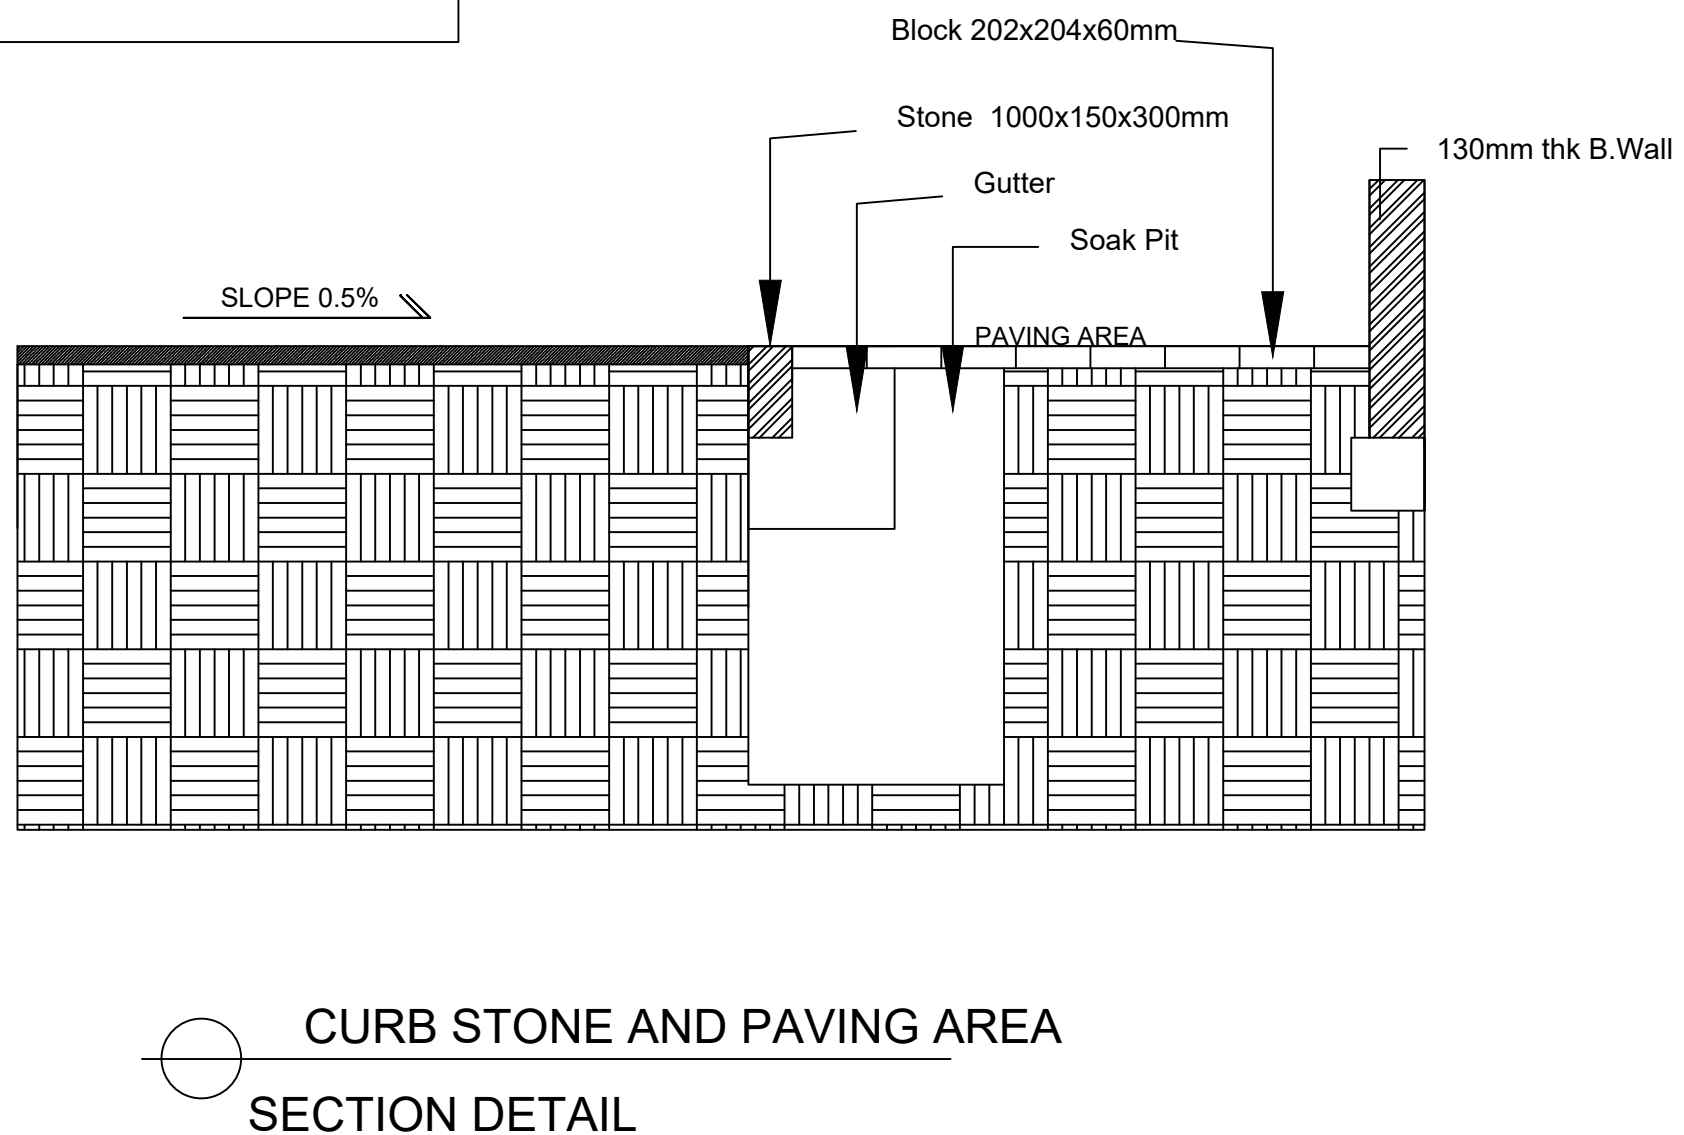 Block 202x204x60mm
Stone 1000x150x300mm
130mm thk B.Wall
Gutter
Soak Pit
SLOPE 0.5%
PAVING AREA
CURB STONE AND PAVING AREA
SECTION DETAIL